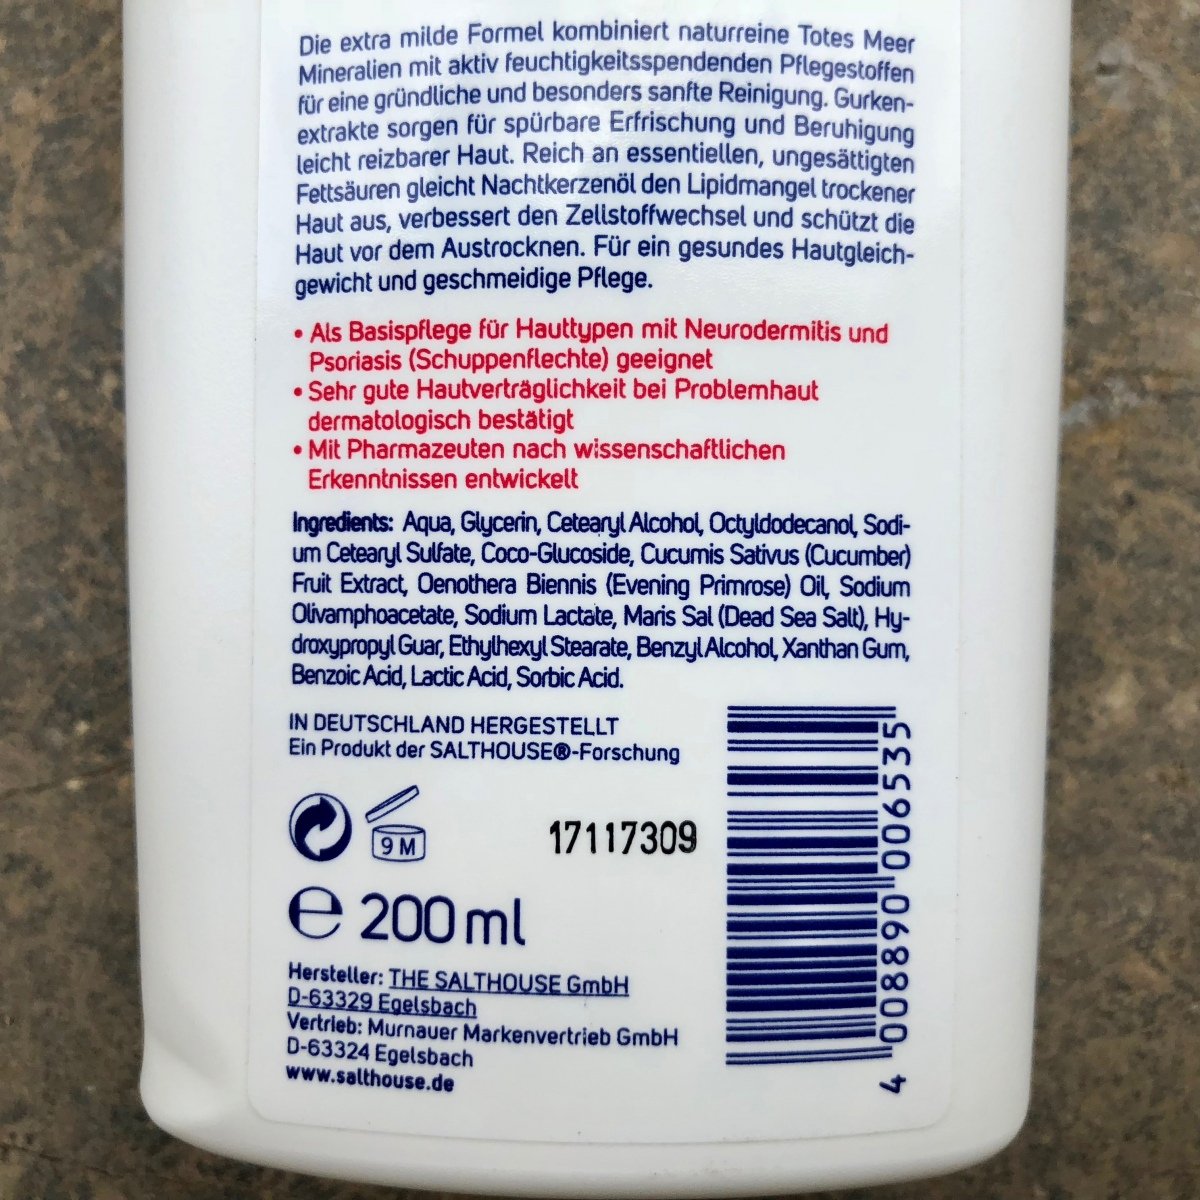 Die extra milde Formel kombiniert naturreine Totes Meer
Mineralien mit aktiv feuchtigkeitsspendenden Pflegestoffen
für eine gründliche und besonders sanfte Reinigung. Gurken-
extrakte sorgen für spürbare Erfrischung und Beruhigung
leicht reizbarer Haut. Reich an essentiellen, ungesättigten
Fettsäuren gleicht Nachtkerzenöl den Lipidmangel trockener
Haut aus, verbessert den Zellstoffwechsel und schützt die
Haut vor dem Austrocknen. Für ein gesundes Hautgleich-
gewicht und geschmeidige Pflege.
• Als Basispflege für Hauttypen mit Neurodermitis und
Psoriasis (Schuppenflechte) geeignet
• Sehr gute Hautverträglichkeit bei Problemhaut
dermatologisch bestätigt
• Mit Pharmazeuten nach wissenschaftlichen
Erkenntnissen entwickelt
Ingredients: Aqua, Glycerin, Cetearyl Alcohol, Octyldodecanol, Sodi-
um Cetearyl Sulfate, Coco-Glucoside, Cucumis Sativus (Cucumber)
Fruit Extract, Oenothera Biennis (Evening Primrose) Oil, Sodium
Olivamphoacetate, Sodium Lactate, Maris Sal (Dead Sea Salt), Hy-
droxypropyl Guar, Ethylhexyl Stearate, Benzyl Alcohol, Xanthan Gum,
Benzoic Acid, Lactic Acid, Sorbic Acid.
IN DEUTSCHLAND HERGESTELLT
Ein Produkt der SALTHOUSE®-Forschung
9 M
17117309
℮ 200 ml
Hersteller: THE SALTHOUSE GmbH
D-63329 Egelsbach
Vertrieb: Murnauer Markenvertrieb GmbH
D-63324 Egelsbach
www.salthouse.de
4 008890 006535